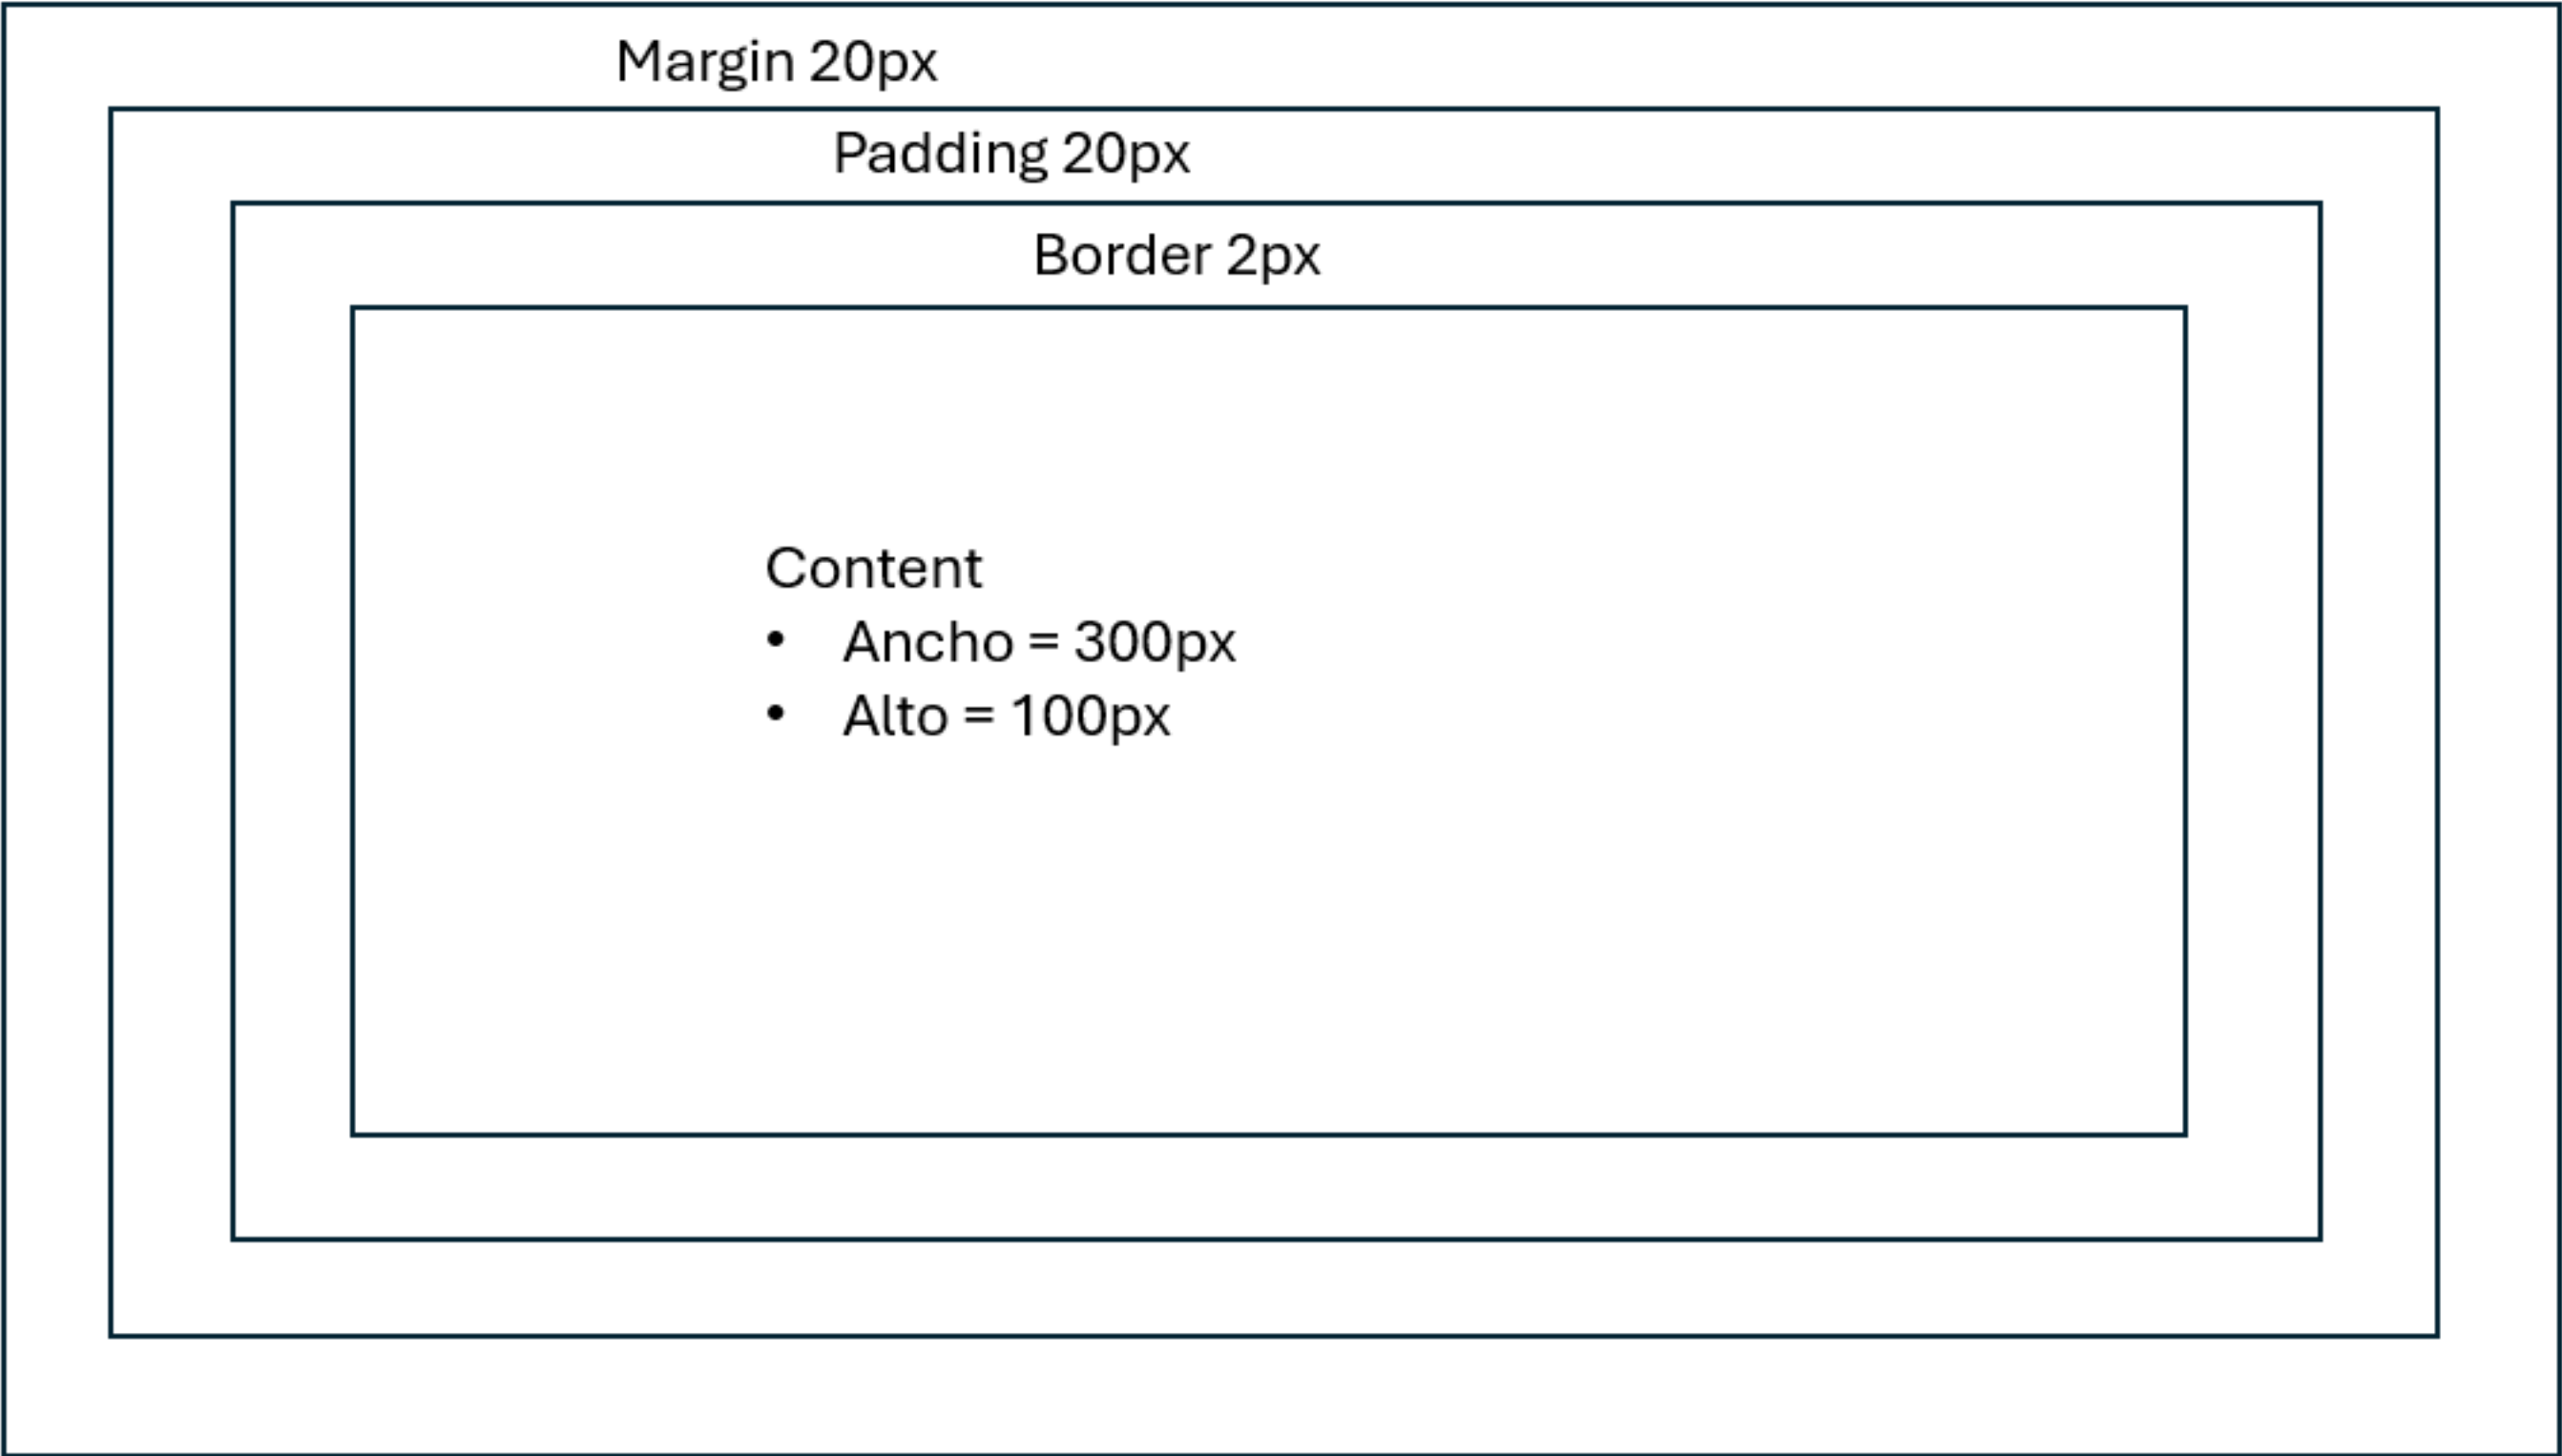 Margin 20px
Padding 20px
Border 2px
Content
• Ancho = 300px
• Alto = 100px